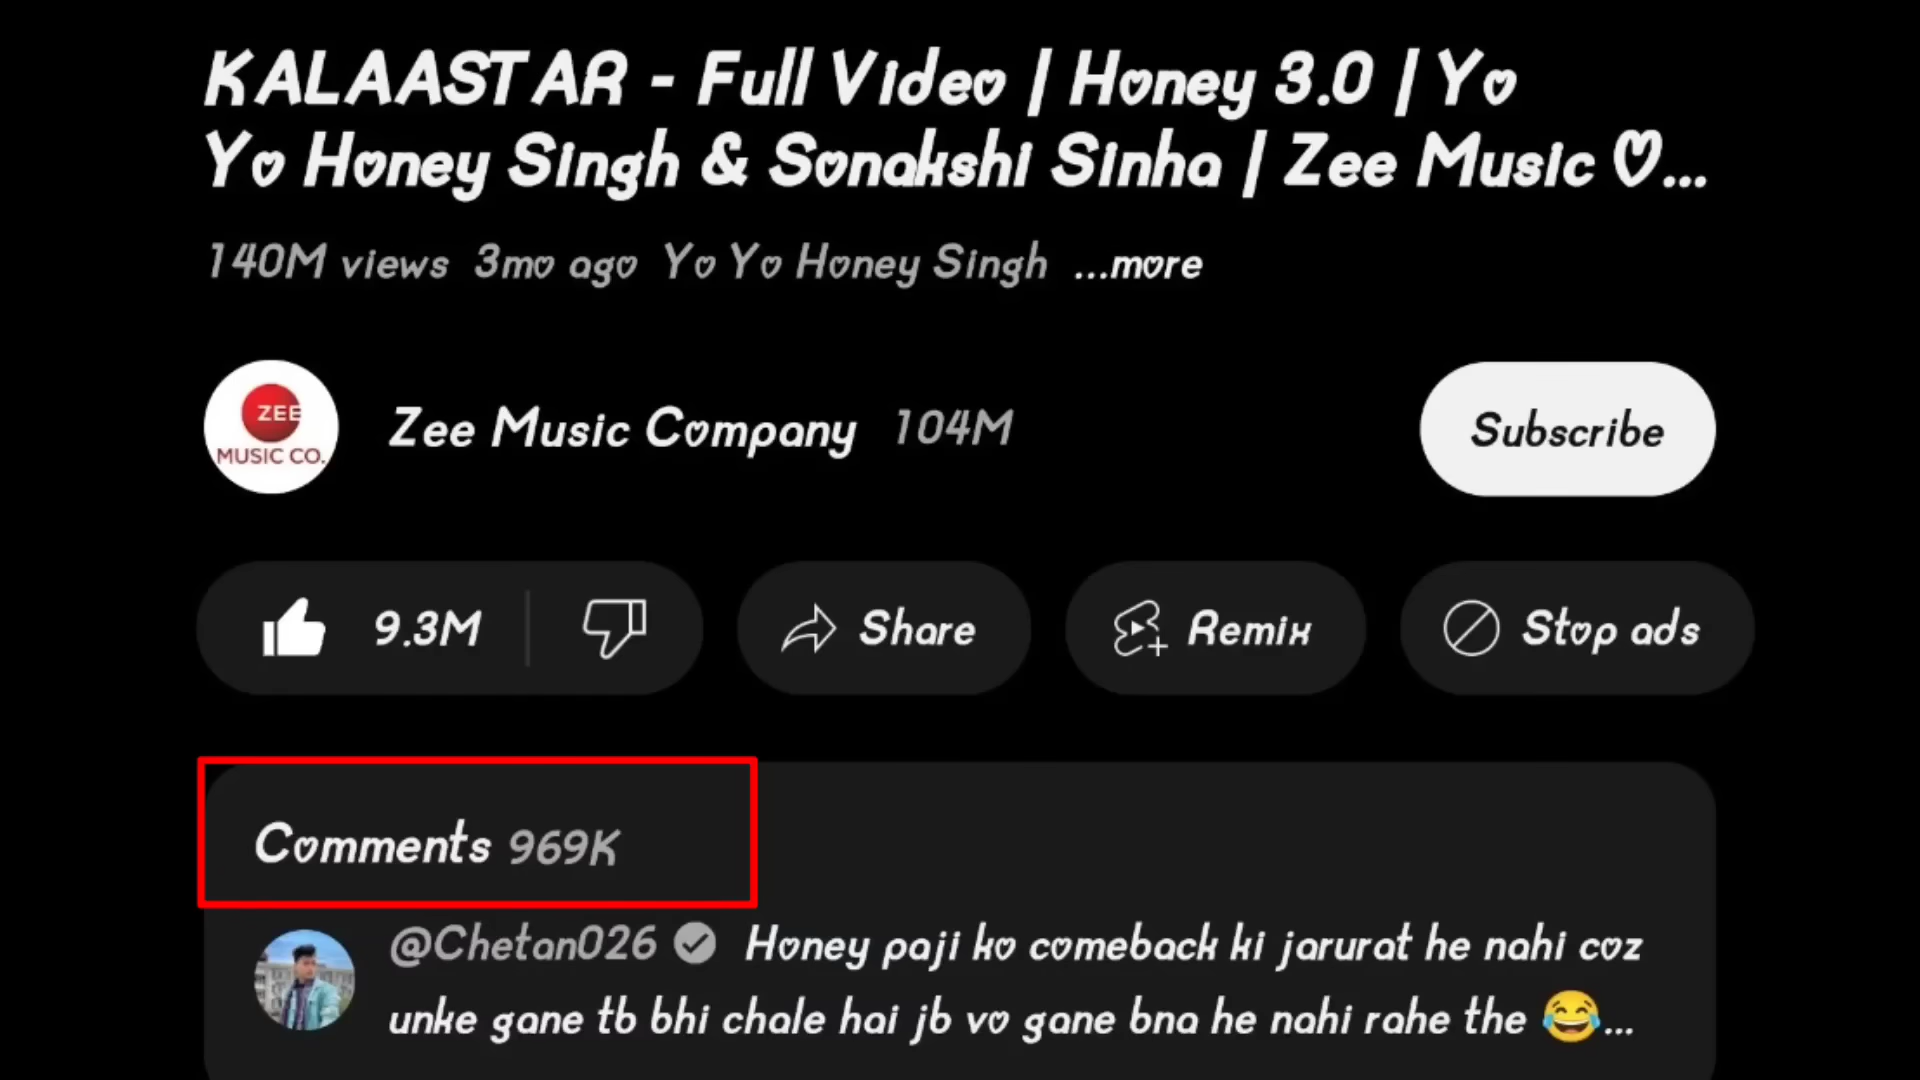 KALAASTAR - Full Video | Honey 3.0 | Yo
Yo Honey Singh & Sonakshi Sinha | Zee Music O...
140M views 3mo ago Yo Yo Honey Singh ...more
ZEE
MUSIC CO.
Zee Music Company 104M
Subscribe
9.3M
Share
Remix
Stop ads
Comments 969K
@Chetan026 Honey paji ko comeback ki jarurat he nahi coz
unke gane tb bhi chale hai jb vo gane bna he nahi rahe the 😂...